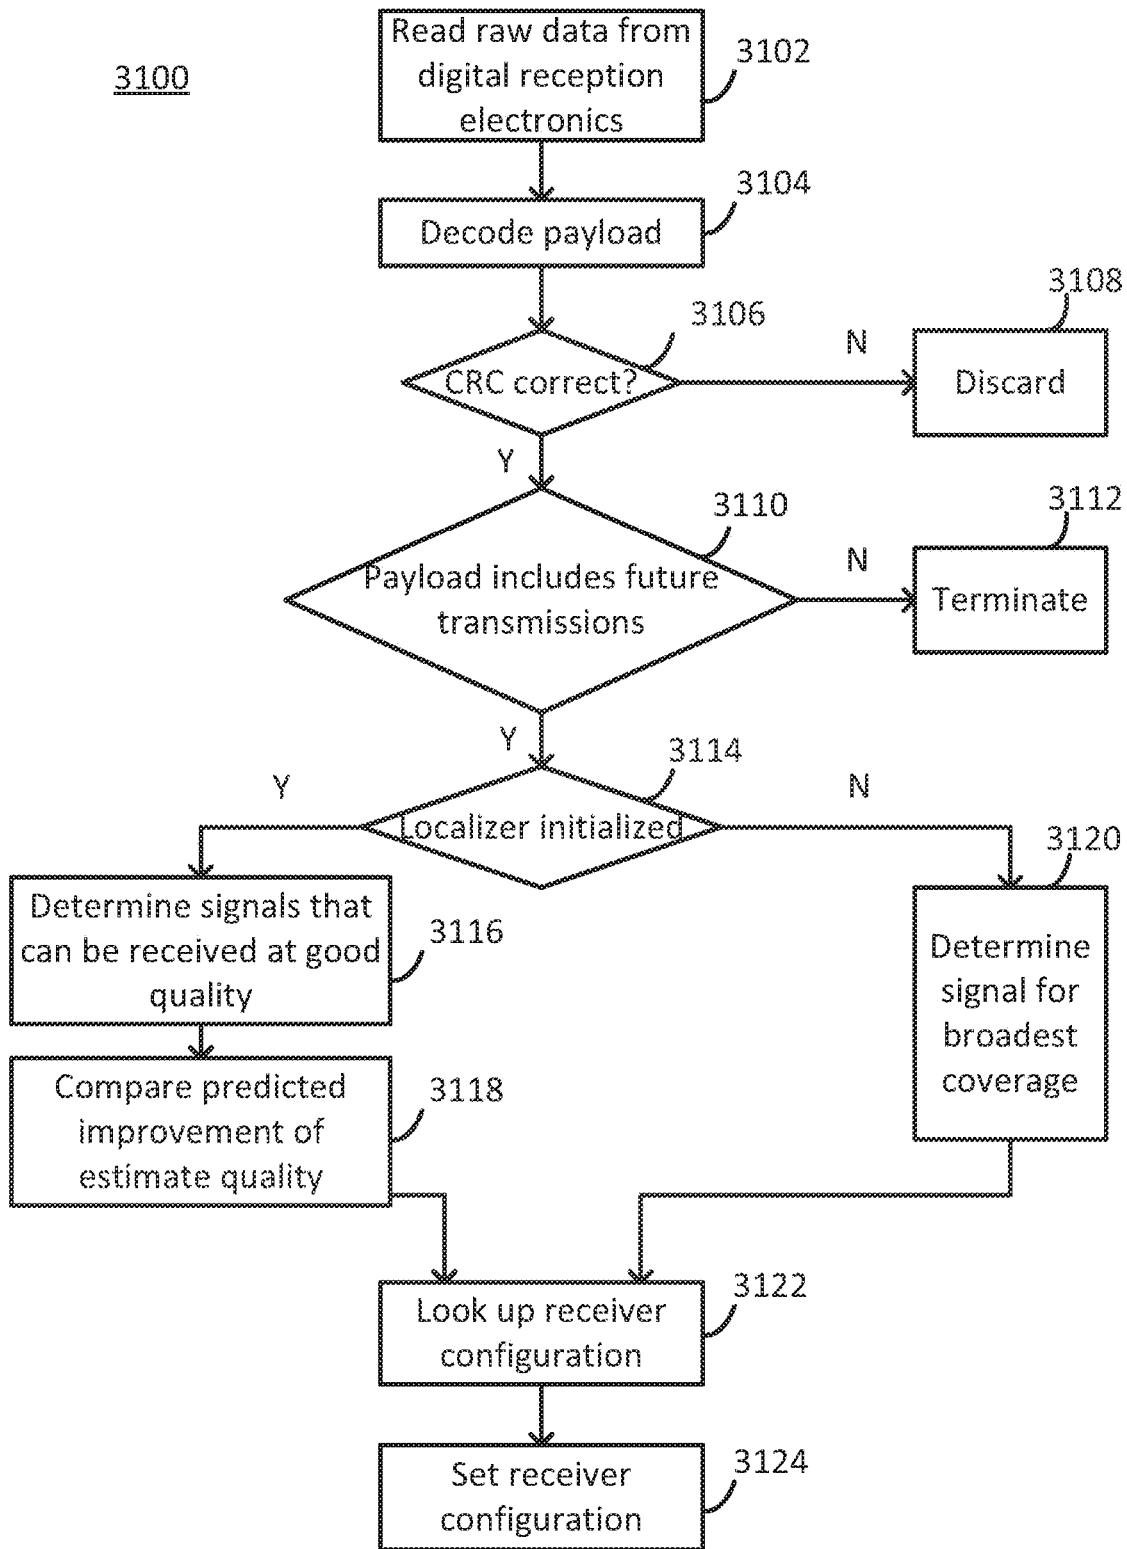 3100
Read raw data from
digital reception
electronics
3102
Decode payload
3104
CRC correct?
3106
N
Discard
3108
Y
Payload includes future
transmissions
3110
N
Terminate
3112
Y
Localizer initialized
3114
Y
N
Determine signals that
can be received at good
quality
3116
Compare predicted
improvement of
estimate quality
3118
Determine
signal for
broadest
coverage
3120
Look up receiver
configuration
3122
Set receiver
configuration
3124